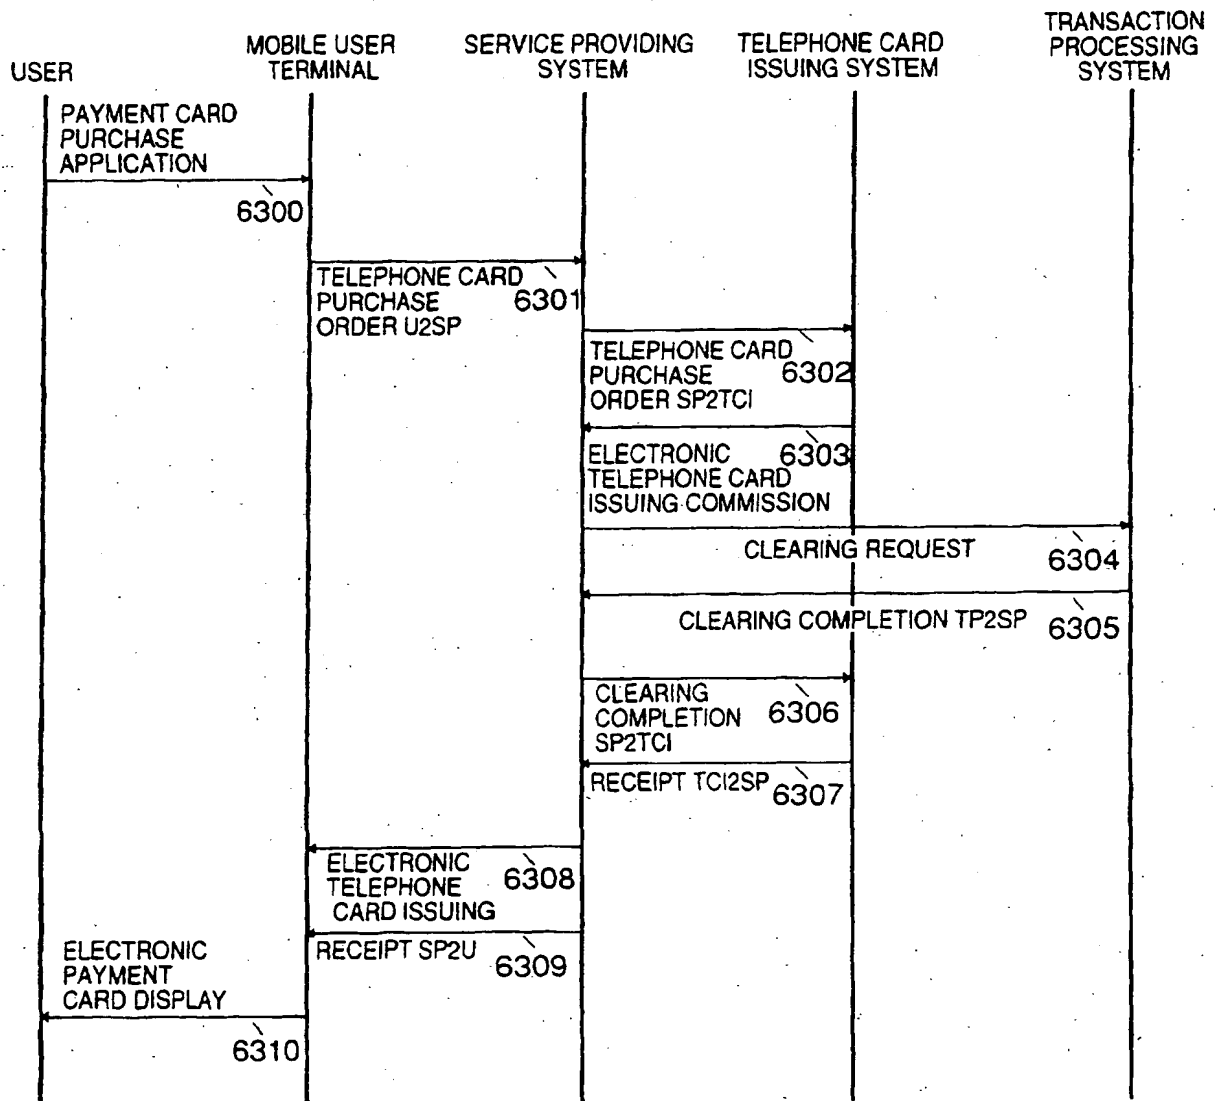 USER
MOBILE USER
TERMINAL
SERVICE PROVIDING
SYSTEM
TELEPHONE CARD
ISSUING SYSTEM
TRANSACTION
PROCESSING
SYSTEM
PAYMENT CARD
PURCHASE
APPLICATION
6300
TELEPHONE CARD
PURCHASE
ORDER U2SP
6301
TELEPHONE CARD
PURCHASE
ORDER SP2TCI
6302
ELECTRONIC
TELEPHONE CARD
ISSUING COMMISSION
6303
CLEARING REQUEST
6304
CLEARING COMPLETION TP2SP
6305
CLEARING
COMPLETION
SP2TCI
6306
RECEIPT TCI2SP
6307
ELECTRONIC
TELEPHONE
CARD ISSUING
6308
RECEIPT SP2U
6309
ELECTRONIC
PAYMENT
CARD DISPLAY
6310